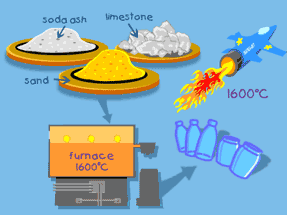 soda ash
limestone
sand
1600°C
furnace
1600°C